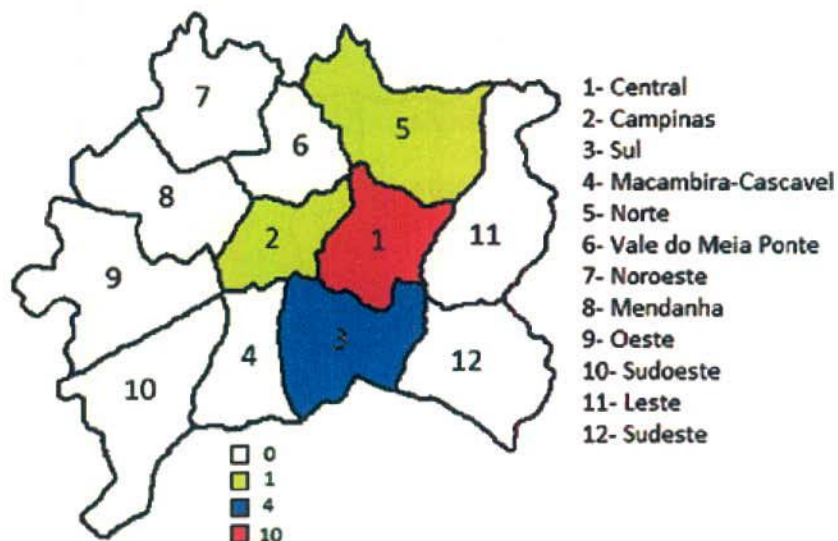 7
5
6
8
2
1
11
9
3
4
12
10
1- Central
2- Campinas
3- Sul
4- Macambira-Cascavel
5- Norte
6- Vale do Meia Ponte
7- Noroeste
8- Mendanha
9- Oeste
10- Sudoeste
11- Leste
12- Sudeste
0
1
4
10